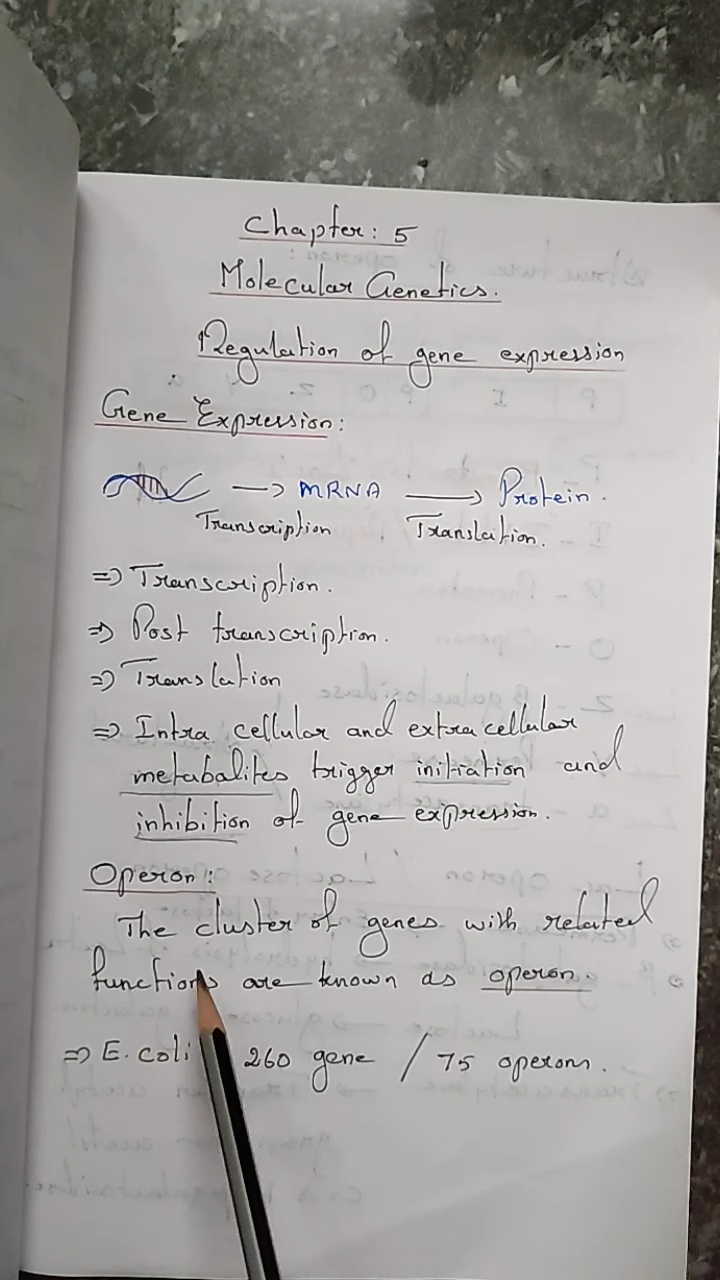 Chapter: 5
Molecular Genetics.
Regulation of gene expression
Gene Expression:
→ mRNA → Protein.
Transcription Translation.
⇒ Transcription.
⇒ Post transcription.
⇒ Translation
⇒ Intra cellular and extra cellular
metabalites trigger initiation and
inhibition of gene expression.
Operon:
The cluster of genes with related
functions are known as operon.
⇒ E. coli 260 gene / 75 operons.